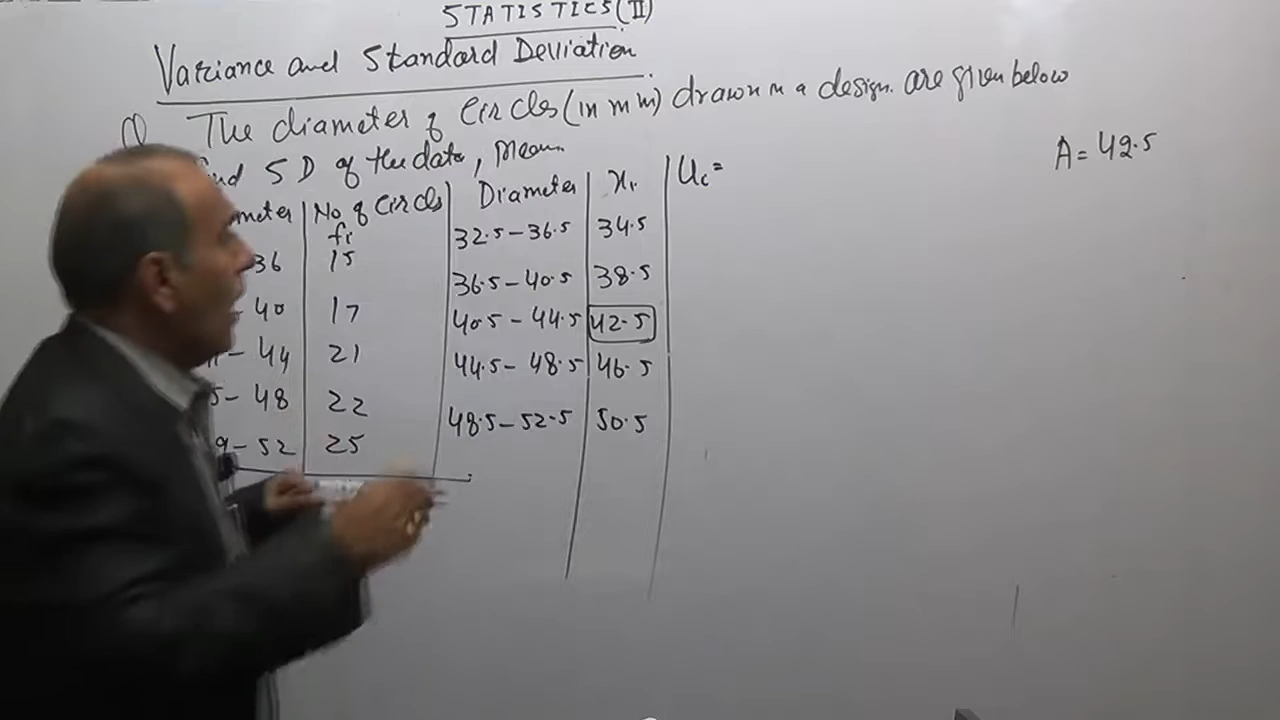 STATISTICS(II)
Variance and Standard Deviation
Q The diameter of circles (in mm) drawn in a design. are given below
SD of the data, Mean.
No of circles Diameter xi Ui =
fi
36 15 32.5-36.5 34.5
40 17 36.5-40.5 38.5
44 21 40.5-44.5 42.5
- 48 22 44.5-48.5 46.5
- 52 25 48.5-52.5 50.5
A = 42.5